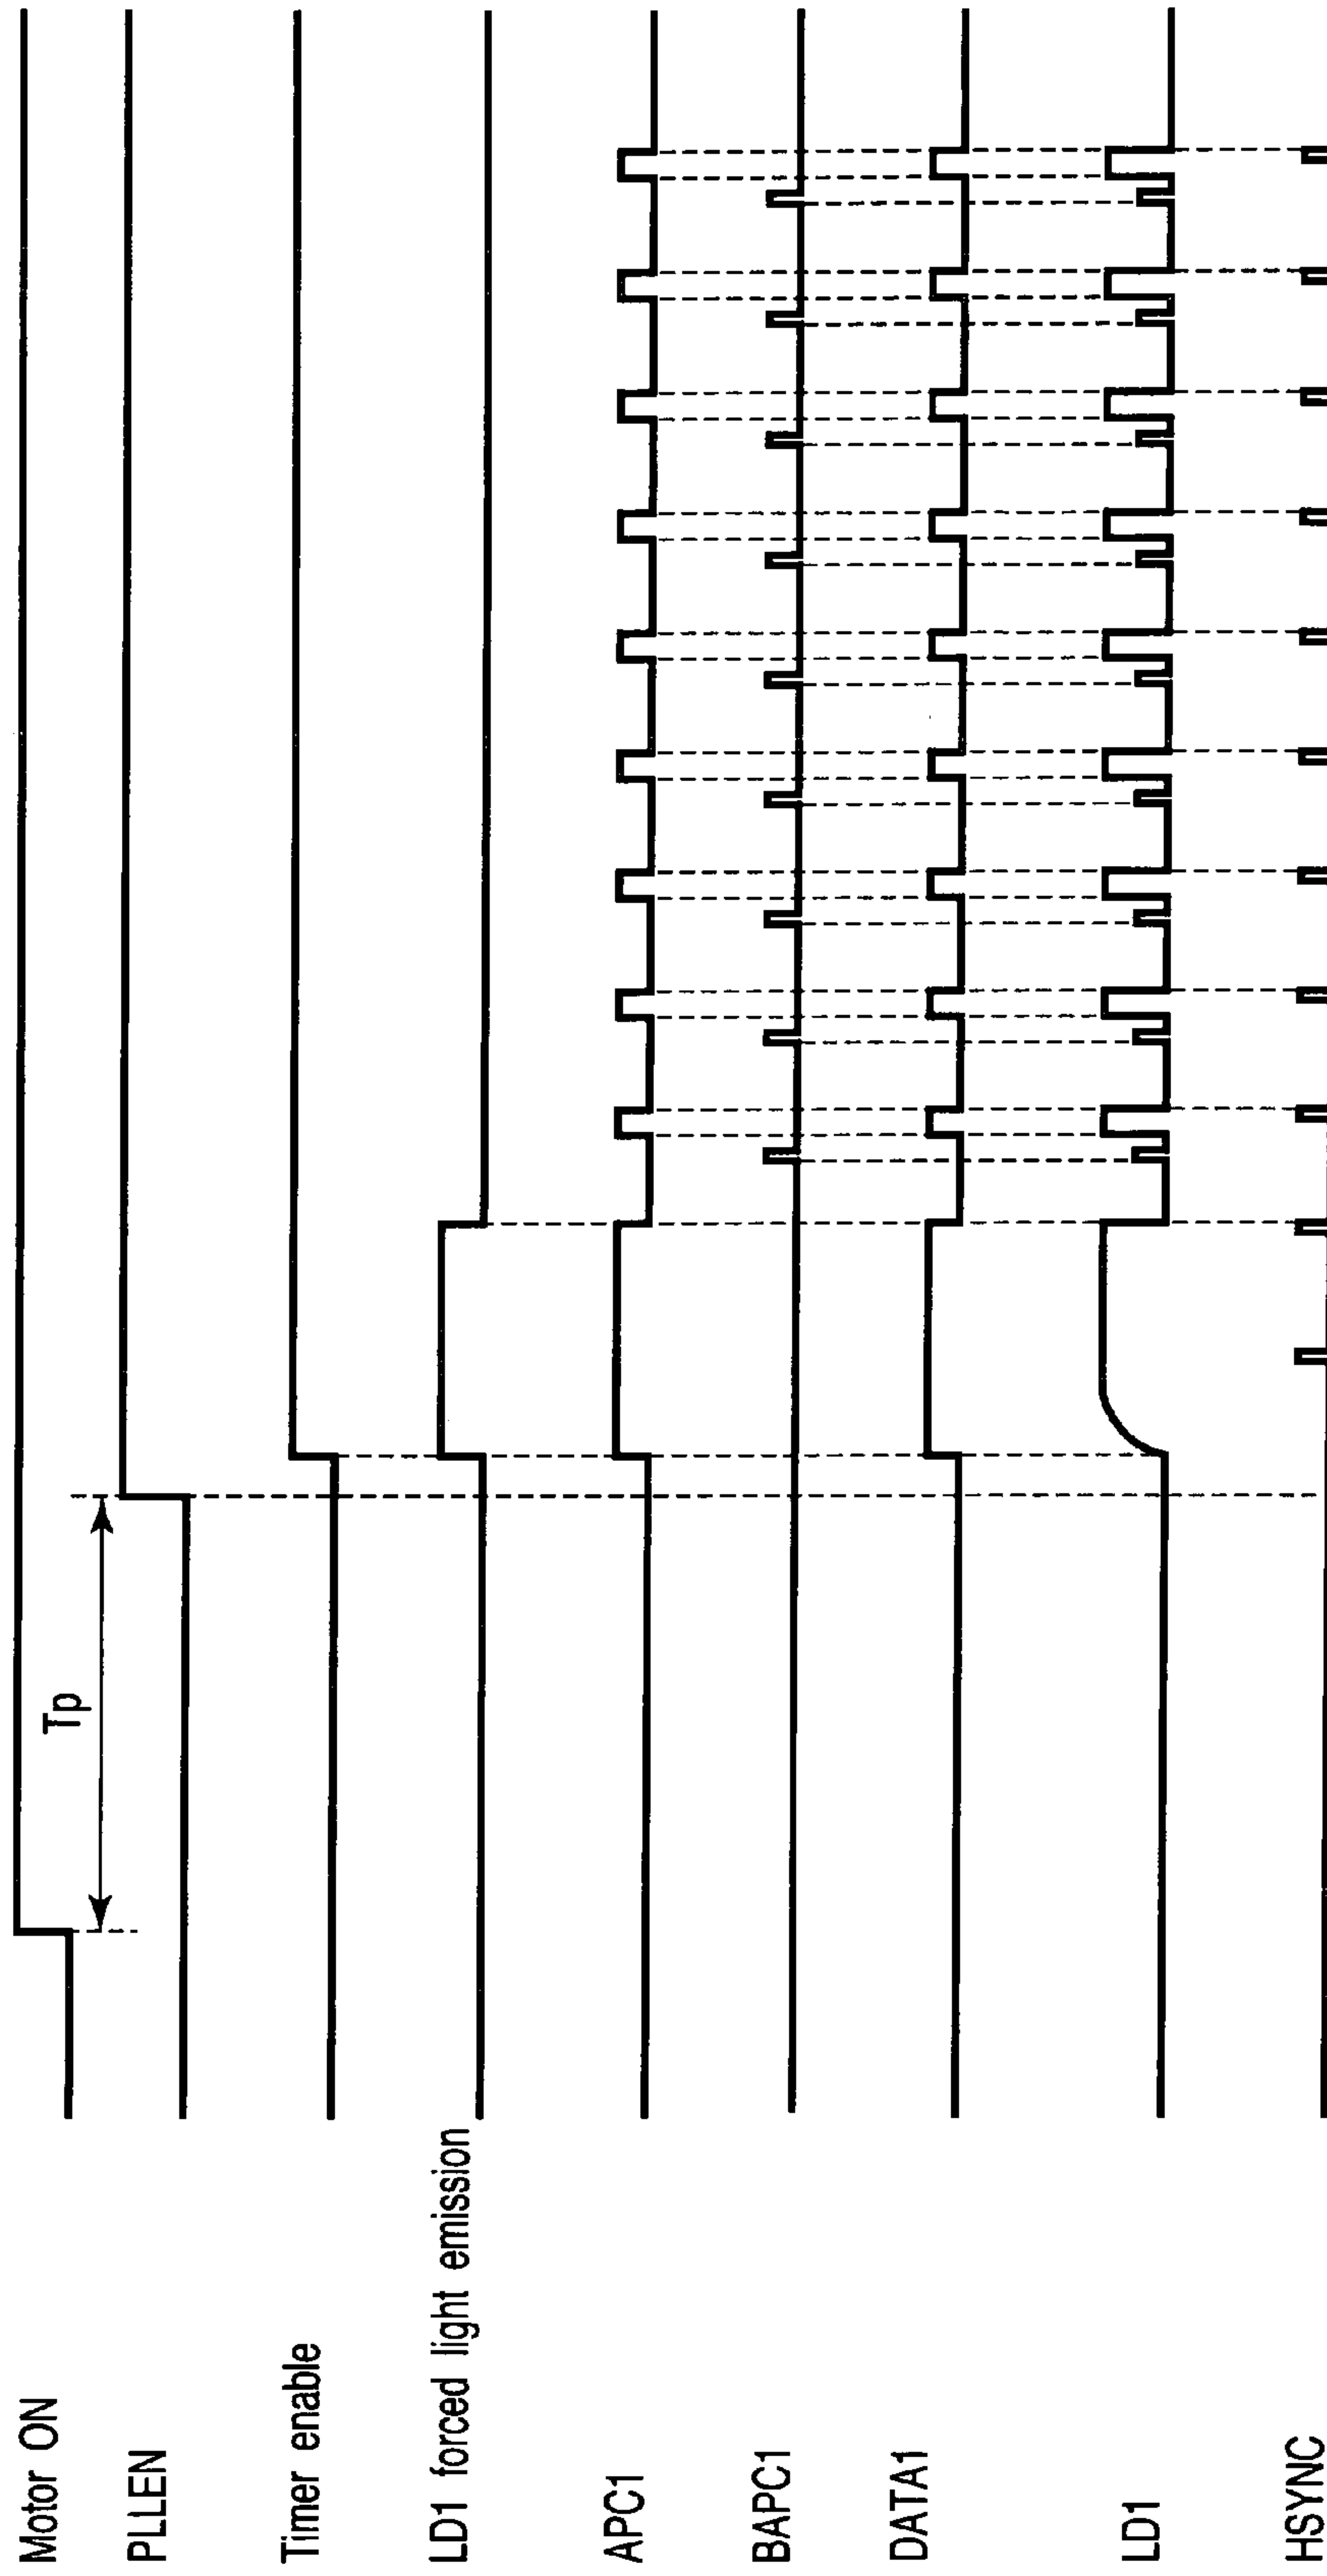 Motor ON
Tp
PLLEN
Timer enable
LD1 forced light emission
APC1
BAPC1
DATA1
LD1
HSYNC